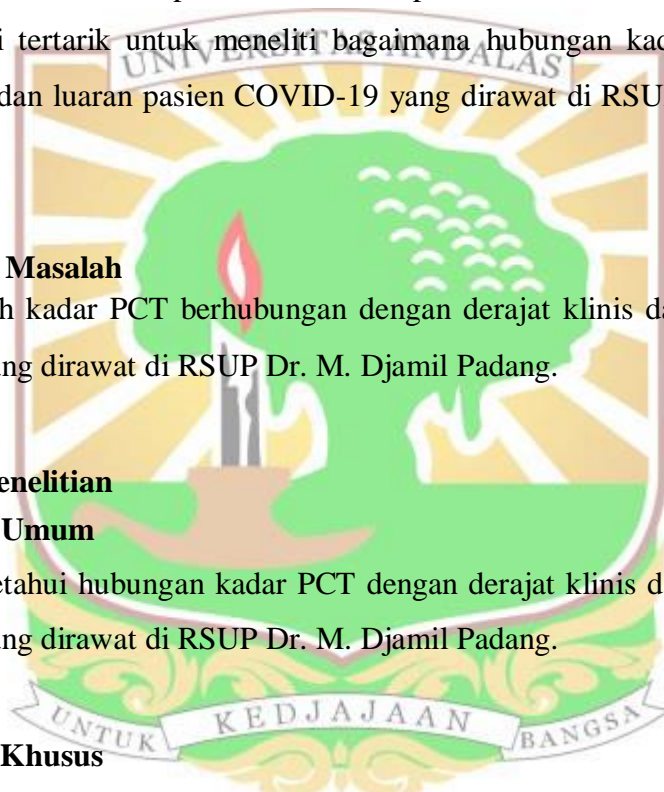 i tertarik untuk meneliti bagaimana hubungan kad
UNIVERSITAS ANDALAS
dan luaran pasien COVID-19 yang dirawat di RSU
Masalah
h kadar PCT berhubungan dengan derajat klinis da
ng dirawat di RSUP Dr. M. Djamil Padang.
enelitian
Umum
etahui hubungan kadar PCT dengan derajat klinis d
ng dirawat di RSUP Dr. M. Djamil Padang.
UNTUK KEDJAJAAN BANGSA
Khusus